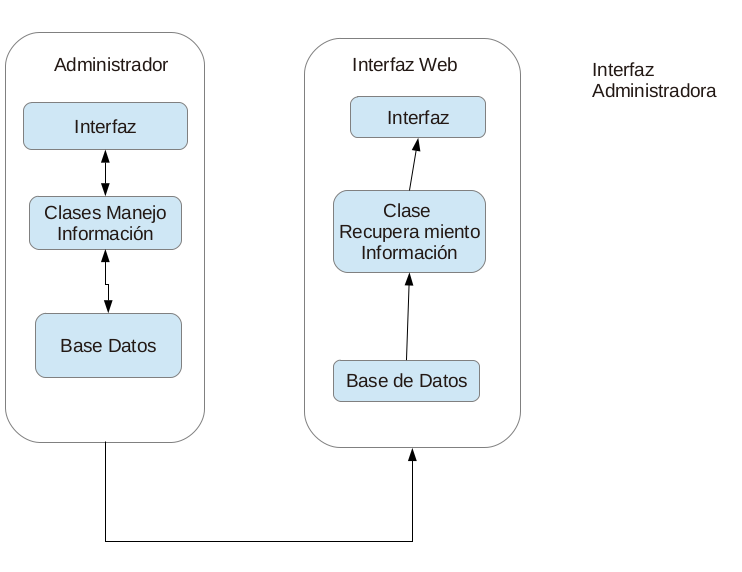 Administrador
Interfaz
Clases Manejo
Información
Base Datos
Interfaz Web
Interfaz
Clase
Recupera miento
Información
Base de Datos
Interfaz
Administradora